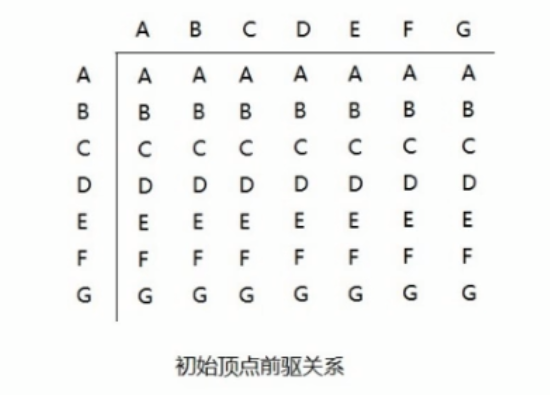 A B C D E F G
A A A A A A A A
B B B B B B B B
C C C C C C C C
D D D D D D D D
E E E E E E E E
F F F F F F F F
G G G G G G G G
初始顶点前驱关系